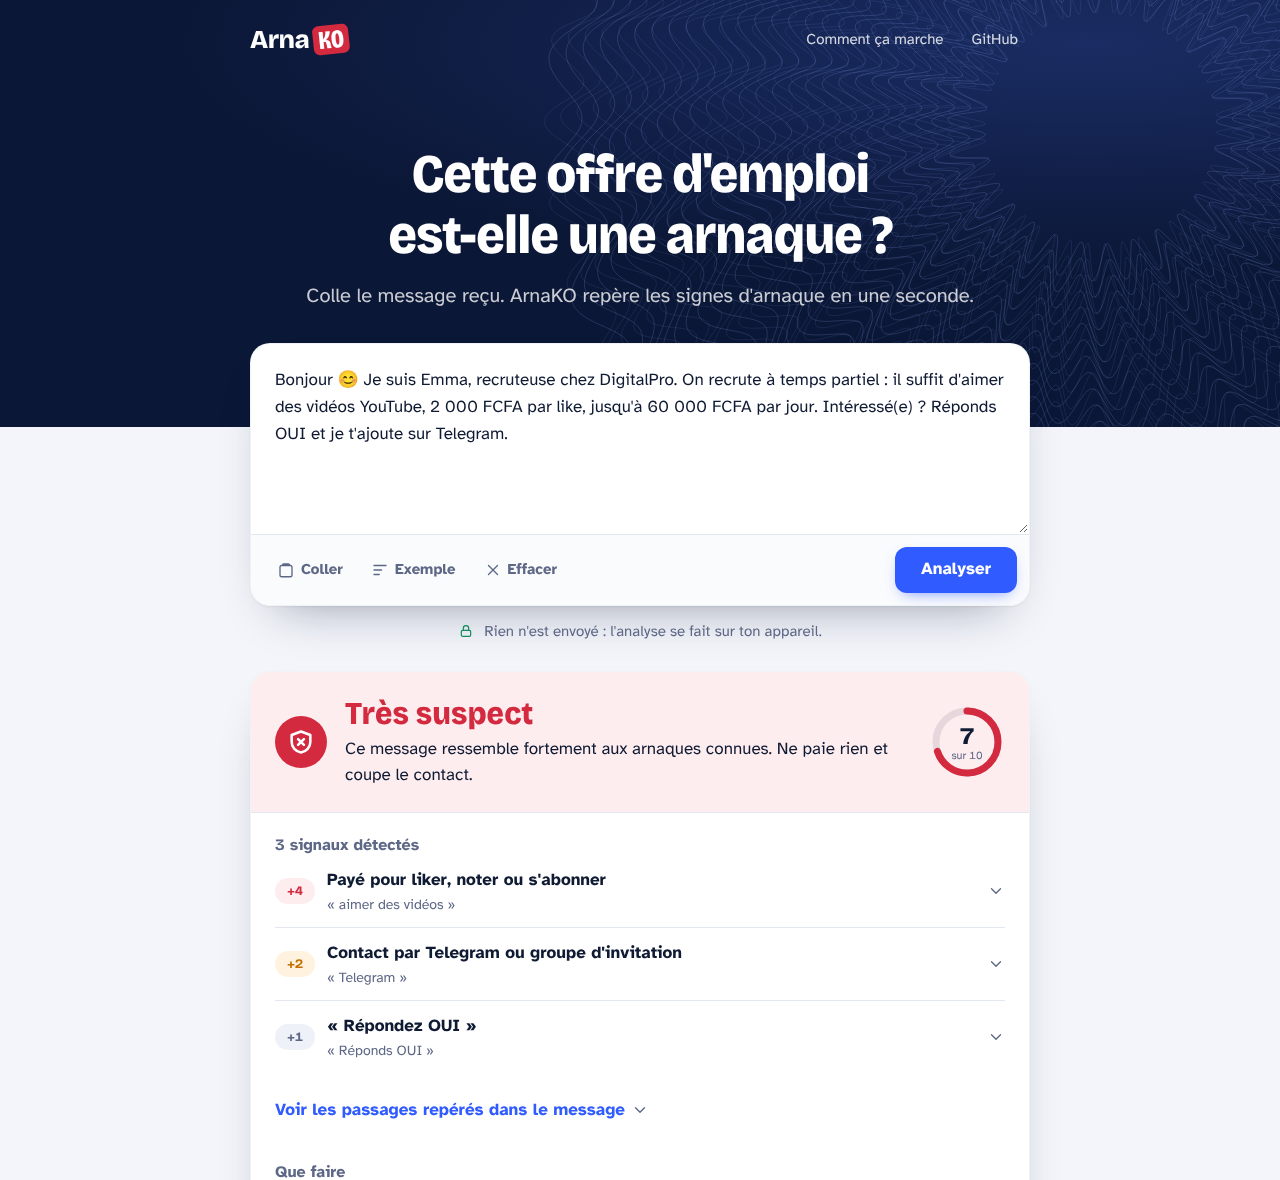 Arna KO
Comment ça marche
GitHub
Cette offre d'emploi
est-elle une arnaque ?
Colle le message reçu. ArnaKO repère les signes d'arnaque en une seconde.
Bonjour 😊 Je suis Emma, recruteuse chez DigitalPro. On recrute à temps partiel : il suffit d'aimer
des vidéos YouTube, 2 000 FCFA par like, jusqu'à 60 000 FCFA par jour. Intéressé(e) ? Réponds
OUI et je t'ajoute sur Telegram.
Coller
Exemple
Effacer
Analyser
Rien n'est envoyé : l'analyse se fait sur ton appareil.
Très suspect
Ce message ressemble fortement aux arnaques connues. Ne paie rien et
coupe le contact.
7
sur 10
3 signaux détectés
+4
Payé pour liker, noter ou s'abonner
« aimer des vidéos »
+2
Contact par Telegram ou groupe d'invitation
« Telegram »
+1
« Répondez OUI »
« Réponds OUI »
Voir les passages repérés dans le message
Que faire